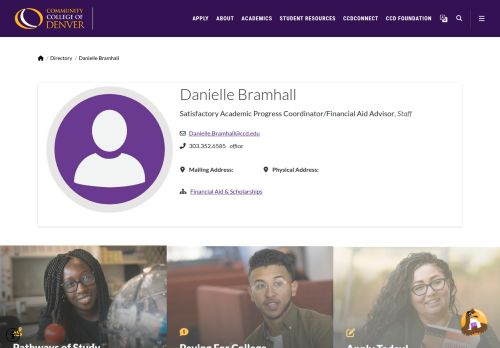 COMMUNITY
COLLEGE OF
DENVER
APPLY ABOUT ACADEMICS STUDENT RESOURCES CCDCONNECT CCD FOUNDATION
Directory / Danielle Bramhall
Danielle Bramhall
Satisfactory Academic Progress Coordinator/Financial Aid Advisor, Staff
Danielle.Bramhall@ccd.edu
303.352.6585 office
Mailing Address: Physical Address:
Financial Aid & Scholarships
Pathways of Study Paying For College Apply Today!